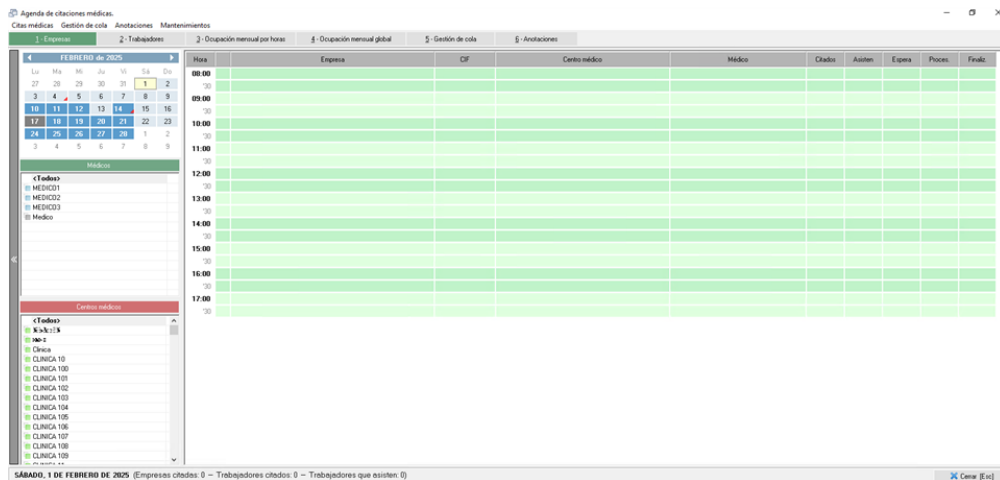 Agenda de citaciones médicas.
Citas médicas Gestión de cola Anotaciones Mantenimientos
1 - Empresas 2 - Trabajadores 3 - Ocupación mensual por horas 4 - Ocupación mensual global 5 - Gestión de cola 6 - Anotaciones
FEBRERO de 2025
Lu Ma Mi Ju Vi Sá Do
27 28 29 30 31 1 2
3 4 5 6 7 8 9
10 11 12 13 14 15 16
17 18 19 20 21 22 23
24 25 26 27 28 1 2
3 4 5 6 7 8 9
Médicos
<Todos>
MEDICO1
MEDICO2
MEDICO3
Medico
Centros médicos
<Todos>
Clinica
CLINICA 10
CLINICA 100
CLINICA 101
CLINICA 102
CLINICA 103
CLINICA 104
CLINICA 105
CLINICA 106
CLINICA 107
CLINICA 108
CLINICA 109
Hora Empresa CIF Centro médico Médico Citados Asisten Espera Proces. Finaliz.
08:00
'30
09:00
'30
10:00
'30
11:00
'30
12:00
'30
13:00
'30
14:00
'30
15:00
'30
16:00
'30
17:00
'30
SÁBADO, 1 DE FEBRERO DE 2025 (Empresas citadas: 0 – Trabajadores citados: 0 – Trabajadores que asisten: 0)
Cerrar [Esc]